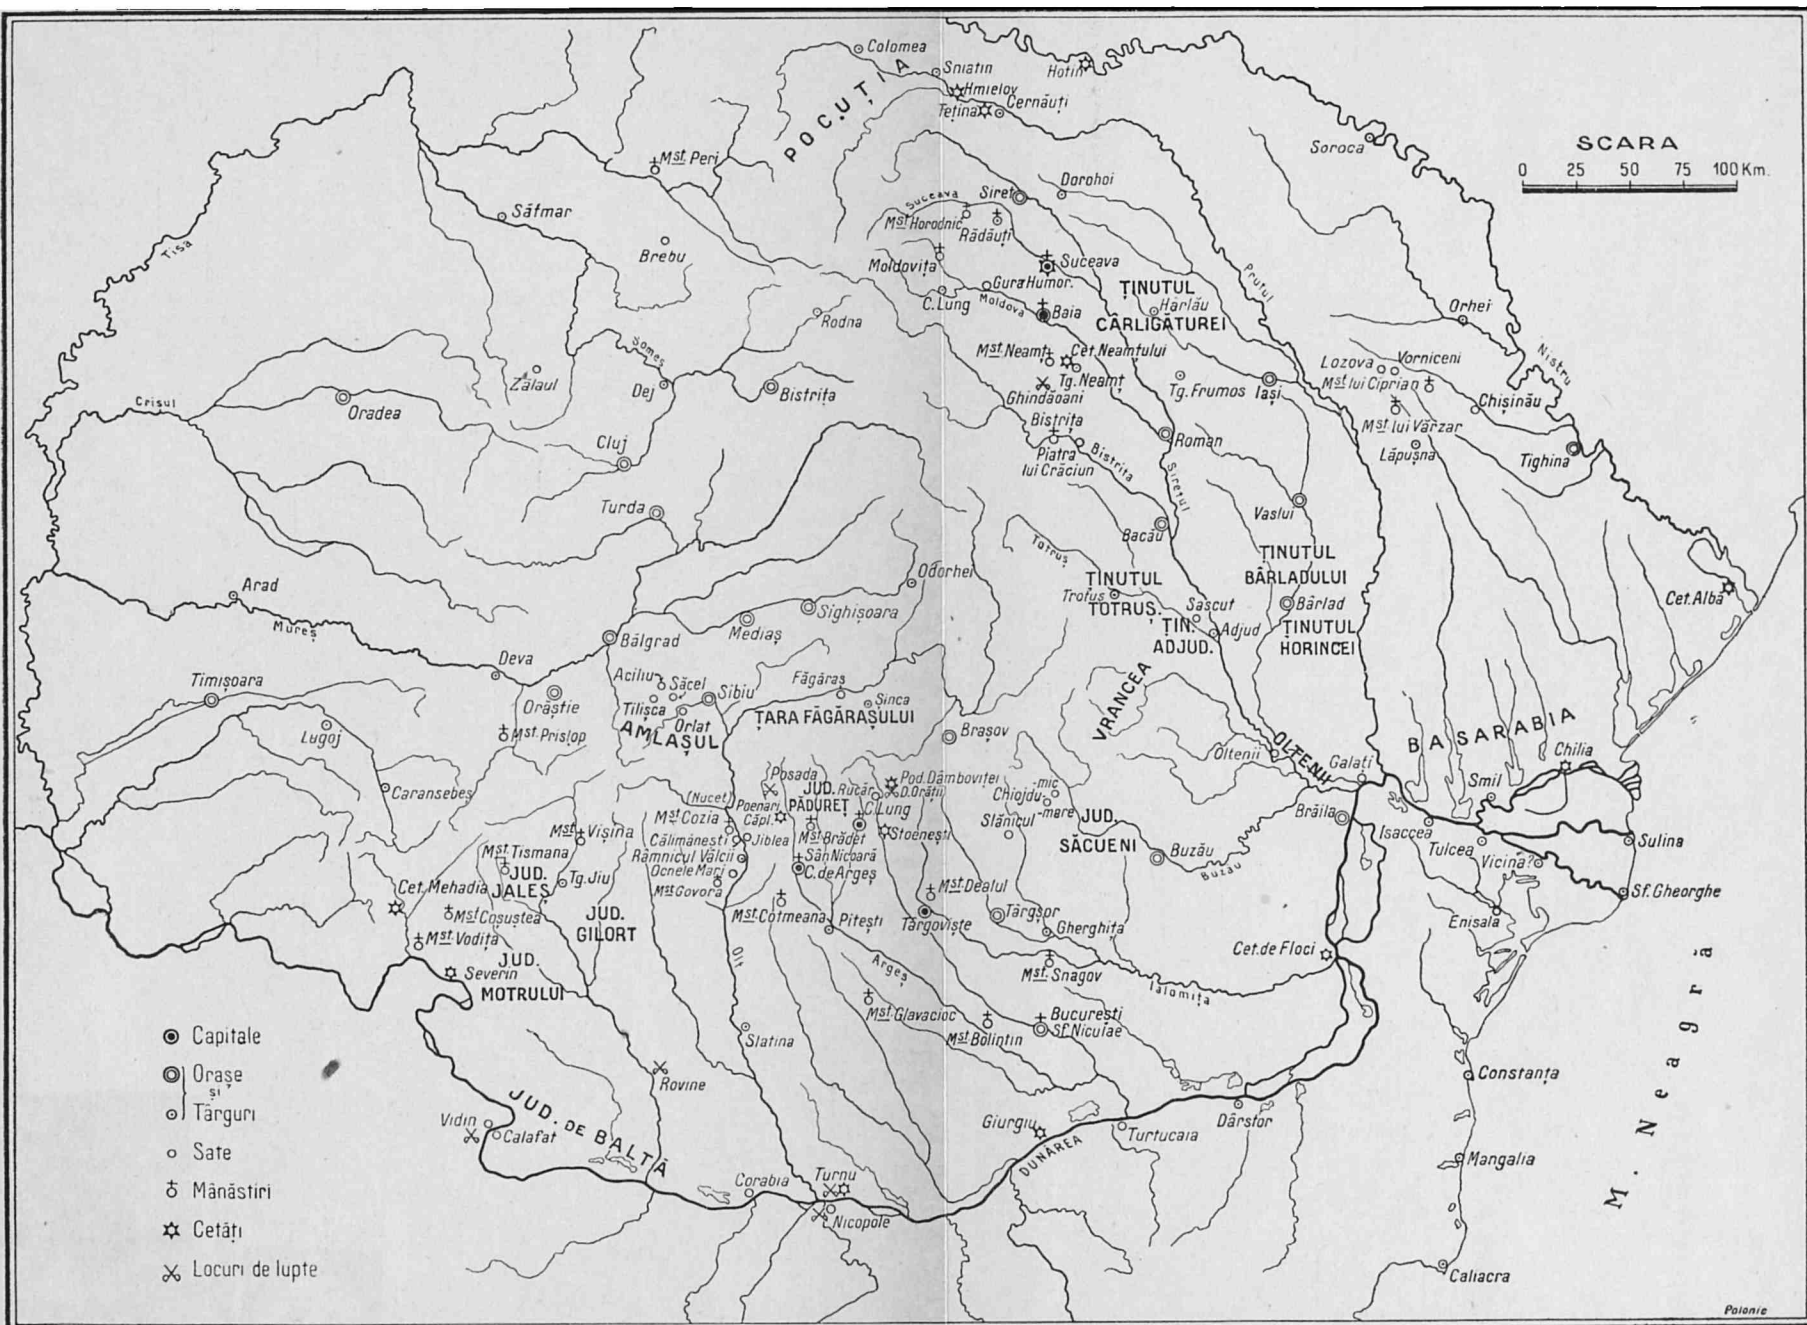 Colomea
Sniatin
Hotin
Hmielov
Tețina
Cernăuți
POCUȚIA
Soroca
SCARA
0 25 50 75 100 Km.
Mst. Peri
Dorohoi
Siret
Suceava
Mst. Horodnic
Rădăuți
Sătmar
Tisa
Brebu
Moldovița
Suceava
Gura Humor.
C. Lung
Moldova
Baia
ȚINUTUL
Hârlău
CÂRLIGĂTUREI
Prutul
Orhei
Nistru
Rodna
Someș
Mst. Neamț
Cet. Neamțului
Tg. Neamț
Ghindăoani
Tg. Frumos
Iași
Lozova
Vorniceni
Mst. lui Ciprian
Chișinău
Mst. lui Vărzar
Lăpușna
Tighina
Zălaul
Dej
Bistrița
Crișul
Oradea
Cluj
Bistrița
Piatra
lui Crăciun
Bistrița
Roman
Siretul
Turda
Bacău
Vaslui
Totruș
Odorhei
ȚINUTUL
Trotus
TOTRUȘ.
ȚINUTUL
BÂRLADULUI
Bârlad
ȚINUTUL
HORINCEI
Sascut
ȚIN.
ADJUD.
Adjud
Cet. Albă
Arad
Mureș
Sighișoara
Mediaș
Bălgrad
Deva
Timișoara
Orăștie
Mst. Prislop
Lugoj
Aciliu
Săcel
Tilișca
Orlat
Sibiu
AMLAȘUL
Făgăraș
Șinca
ȚARA FĂGĂRAȘULUI
Brașov
VRANCEA
Oltenii
OLTENII
Galați
BASARABIA
Chilia
Smil
Caransebeș
Posada
JUD.
PĂDUREȚ
Rucăr
Pod. Dâmboviței
D. Orății
C. Lung
Chiojdu
-mic
-mare
Slănicul
JUD.
SĂCUENI
Brăila
Isaccea
Tulcea
Vicina?
Sulina
Sf. Gheorghe
(Nucet)
Poenari
Căpl.
Mst. Cozia
Călimănești
Jiblea
Mst. Brădet
Stoenești
Râmnicul Vâlcii
Ocnele Mari
Mst. Govora
Sân Nicoară
C. de Argeș
Mst. Vișina
Mst. Tismana
JUD.
JALEȘ
Tg. Jiu
Cet. Mehadia
Mst. Coșuștea
Mst. Vodița
JUD.
MOTRULUI
JUD.
GILORT
Severin
Buzău
Buzău
Mst. Dealul
Târgoviște
Târgșor
Gherghița
Mst. Cotmeana
Pitești
Olt
Argeș
Mst. Snagov
Ialomița
Cet. de Floci
Enisala
Mst. Glavacioc
Mst. Bolintin
București
Sf. Niculae
Slatina
Rovine
Constanța
M. Neagră
Capitale
Orașe
și
Târguri
Sate
Mănăstiri
Cetăți
Locuri de lupte
Vidin
Calafat
JUD. DE BALTĂ
Corabia
Turnu
Nicopole
Giurgiu
DUNĂREA
Turtucaia
Dârstor
Mangalia
Caliacra
Polonic